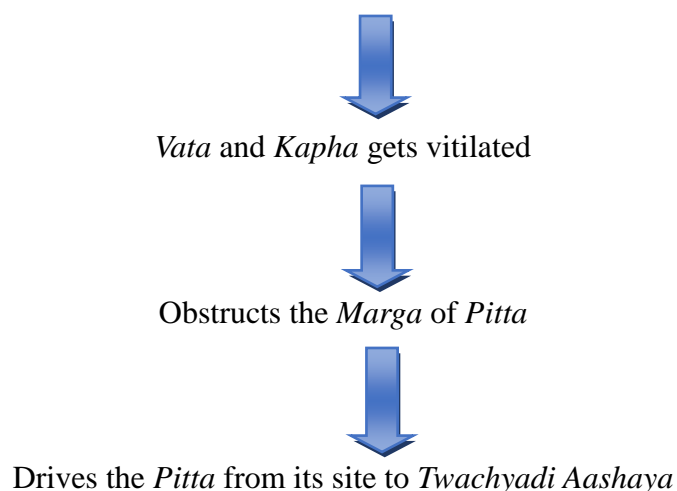 Vata and Kapha gets vitilated
Obstructs the Marga of Pitta
Drives the Pitta from its site to Twachyadi Aashaya